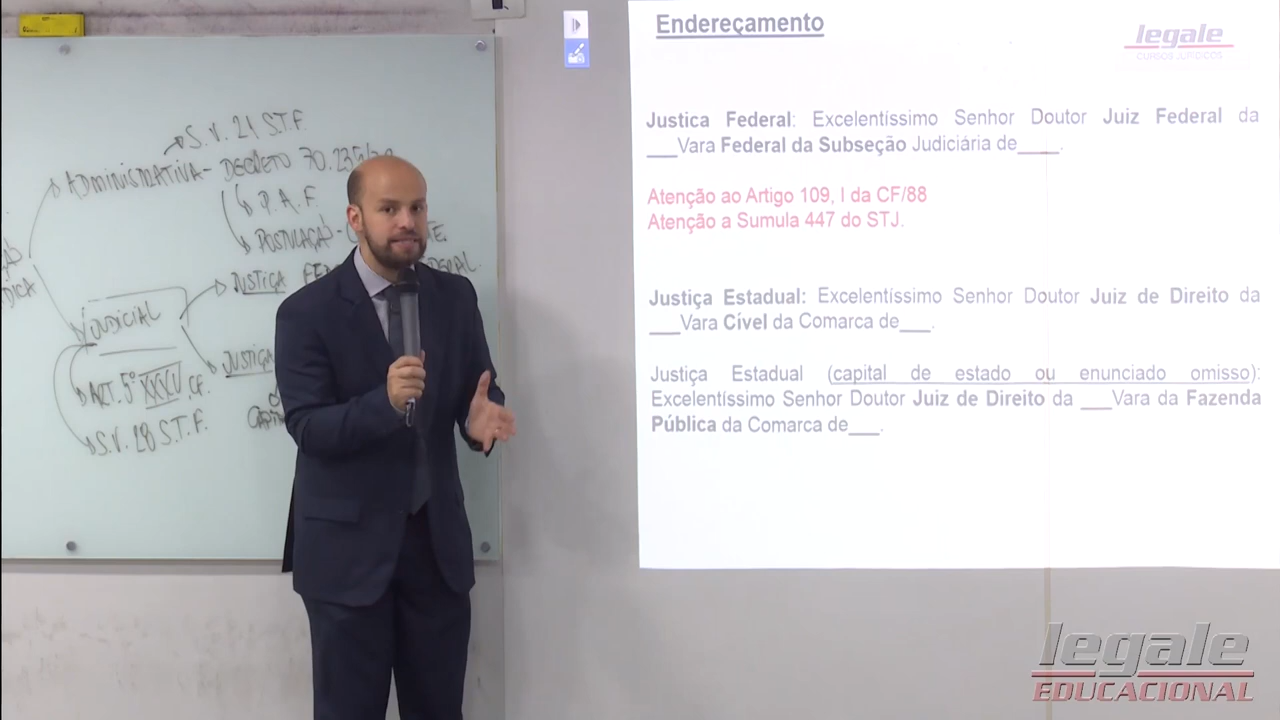 S.V. 21 S.T.F.
ADMINISTRATIVA - DECRETO 70.235/
P.A.F.
POSTULAÇÃO -
JUSTIÇA
JUDICIAL
JUSTIÇA
ART. 5º XXXV, CF.
S.V. 28 S.T.F.
Endereçamento
legale
CURSOS JURÍDICOS
Justica Federal: Excelentíssimo Senhor Doutor Juiz Federal da
___Vara Federal da Subseção Judiciária de____.
Atenção ao Artigo 109, I da CF/88
Atenção a Sumula 447 do STJ.
Justiça Estadual: Excelentíssimo Senhor Doutor Juiz de Direito da
___Vara Cível da Comarca de___.
Justiça Estadual (capital de estado ou enunciado omisso):
Excelentíssimo Senhor Doutor Juiz de Direito da ___Vara da Fazenda
Pública da Comarca de___.
legale
EDUCACIONAL